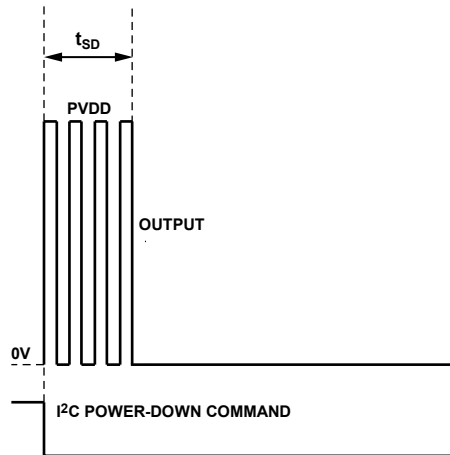 tSD
PVDD
OUTPUT
0V
I²C POWER-DOWN COMMAND